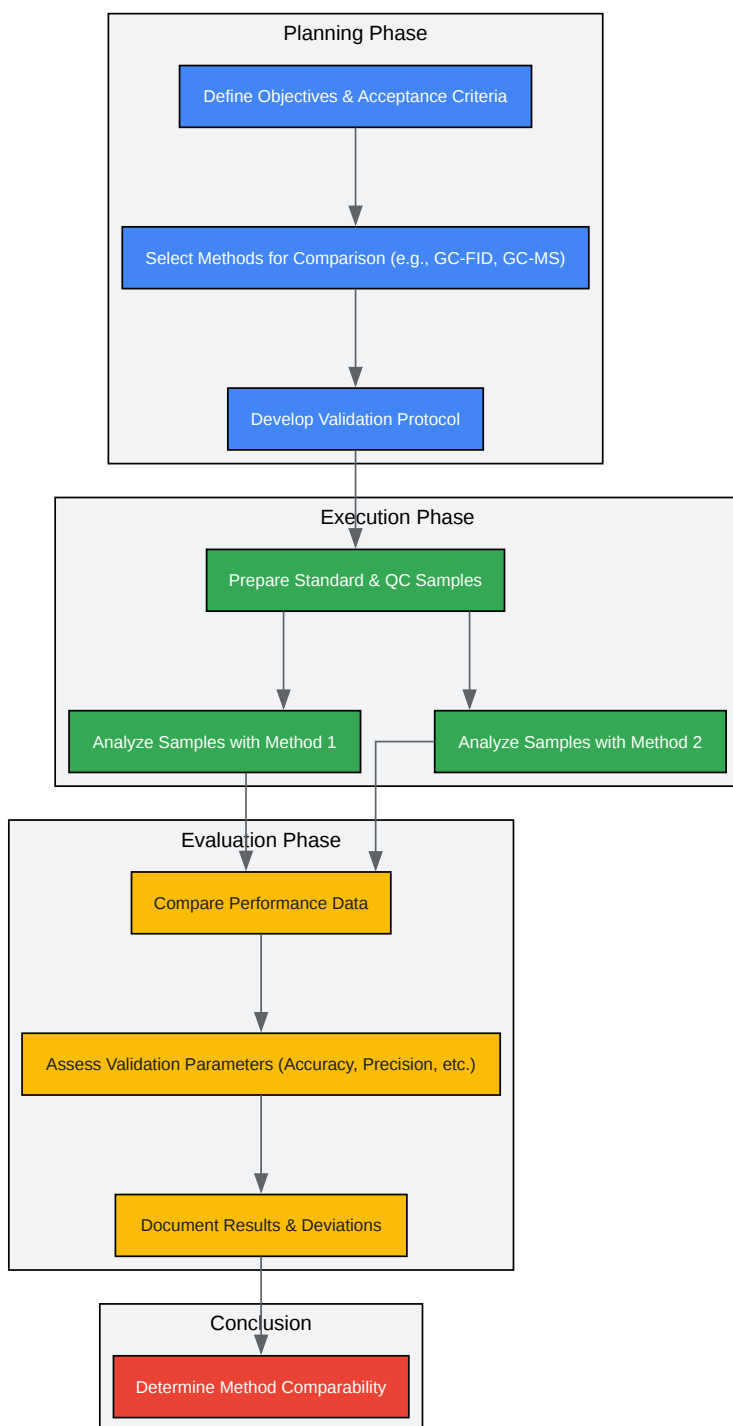 Planning Phase
Define Objectives & Acceptance Criteria
Select Methods for Comparison (e.g., GC-FID, GC-MS)
Develop Validation Protocol
Execution Phase
Prepare Standard & QC Samples
Analyze Samples with Method 1
Analyze Samples with Method 2
Evaluation Phase
Compare Performance Data
Assess Validation Parameters (Accuracy, Precision, etc.)
Document Results & Deviations
Conclusion
Determine Method Comparability